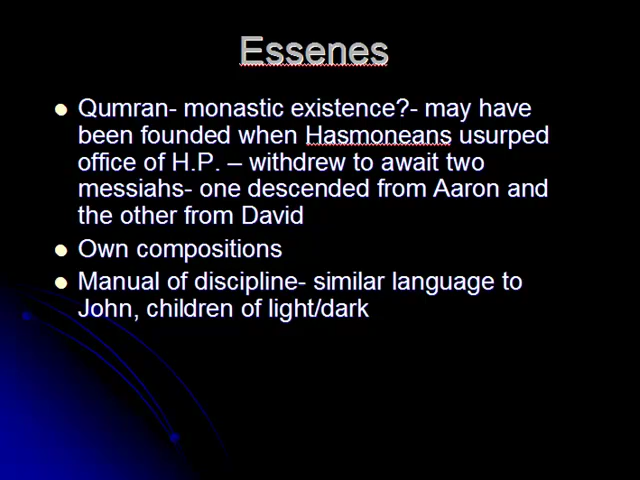 Essenes
Qumran- monastic existence?- may have
been founded when Hasmoneans usurped
office of H.P. – withdrew to await two
messiahs- one descended from Aaron and
the other from David
Own compositions
Manual of discipline- similar language to
John, children of light/dark